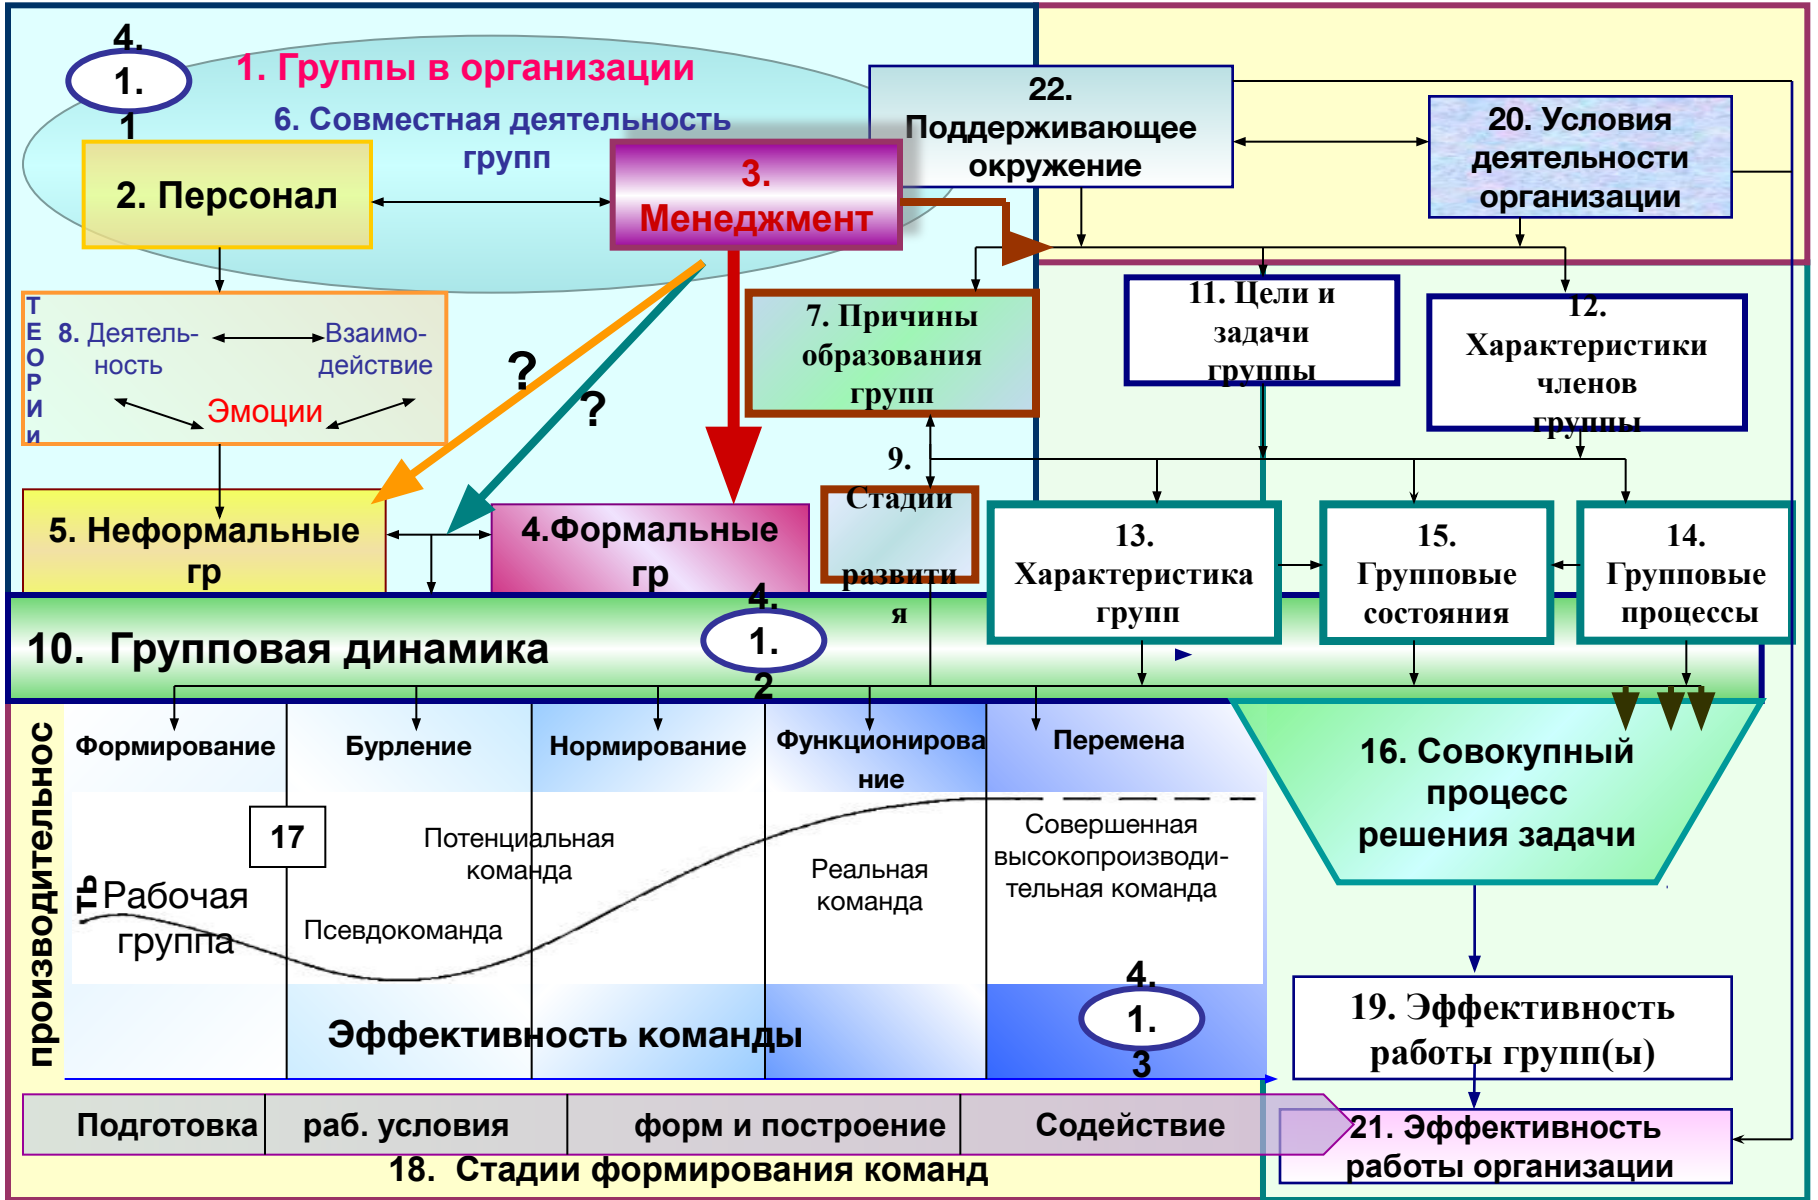 4.
1.
1
1. Группы в организации
6. Совместная деятельность
групп
2. Персонал
3.
Менеджмент
22.
Поддерживающее
окружение
20. Условия
деятельности
организации
Т
Е
О
Р
И
и
8. Деятель-
ность
Взаимо-
действие
Эмоции
?
?
7. Причины
образования
групп
11. Цели и
задачи
группы
12.
Характеристики
членов
группы
5. Неформальные
гр
4.Формальные
гр
9.
Стадии
развити
я
13.
Характеристика
групп
15.
Групповые
состояния
14.
Групповые
процессы
10. Групповая динамика
4.
1.
2
производительнос
ть
Формирование
Бурление
Нормирование
Функционирова
ние
Перемена
17
Рабочая
группа
Псевдокоманда
Потенциальная
команда
Реальная
команда
Совершенная
высокопроизводи-
тельная команда
Эффективность команды
4.
1.
3
16. Совокупный
процесс
решения задачи
19. Эффективность
работы групп(ы)
21. Эффективность
работы организации
Подготовка
раб. условия
форм и построение
Содействие
18. Стадии формирования команд